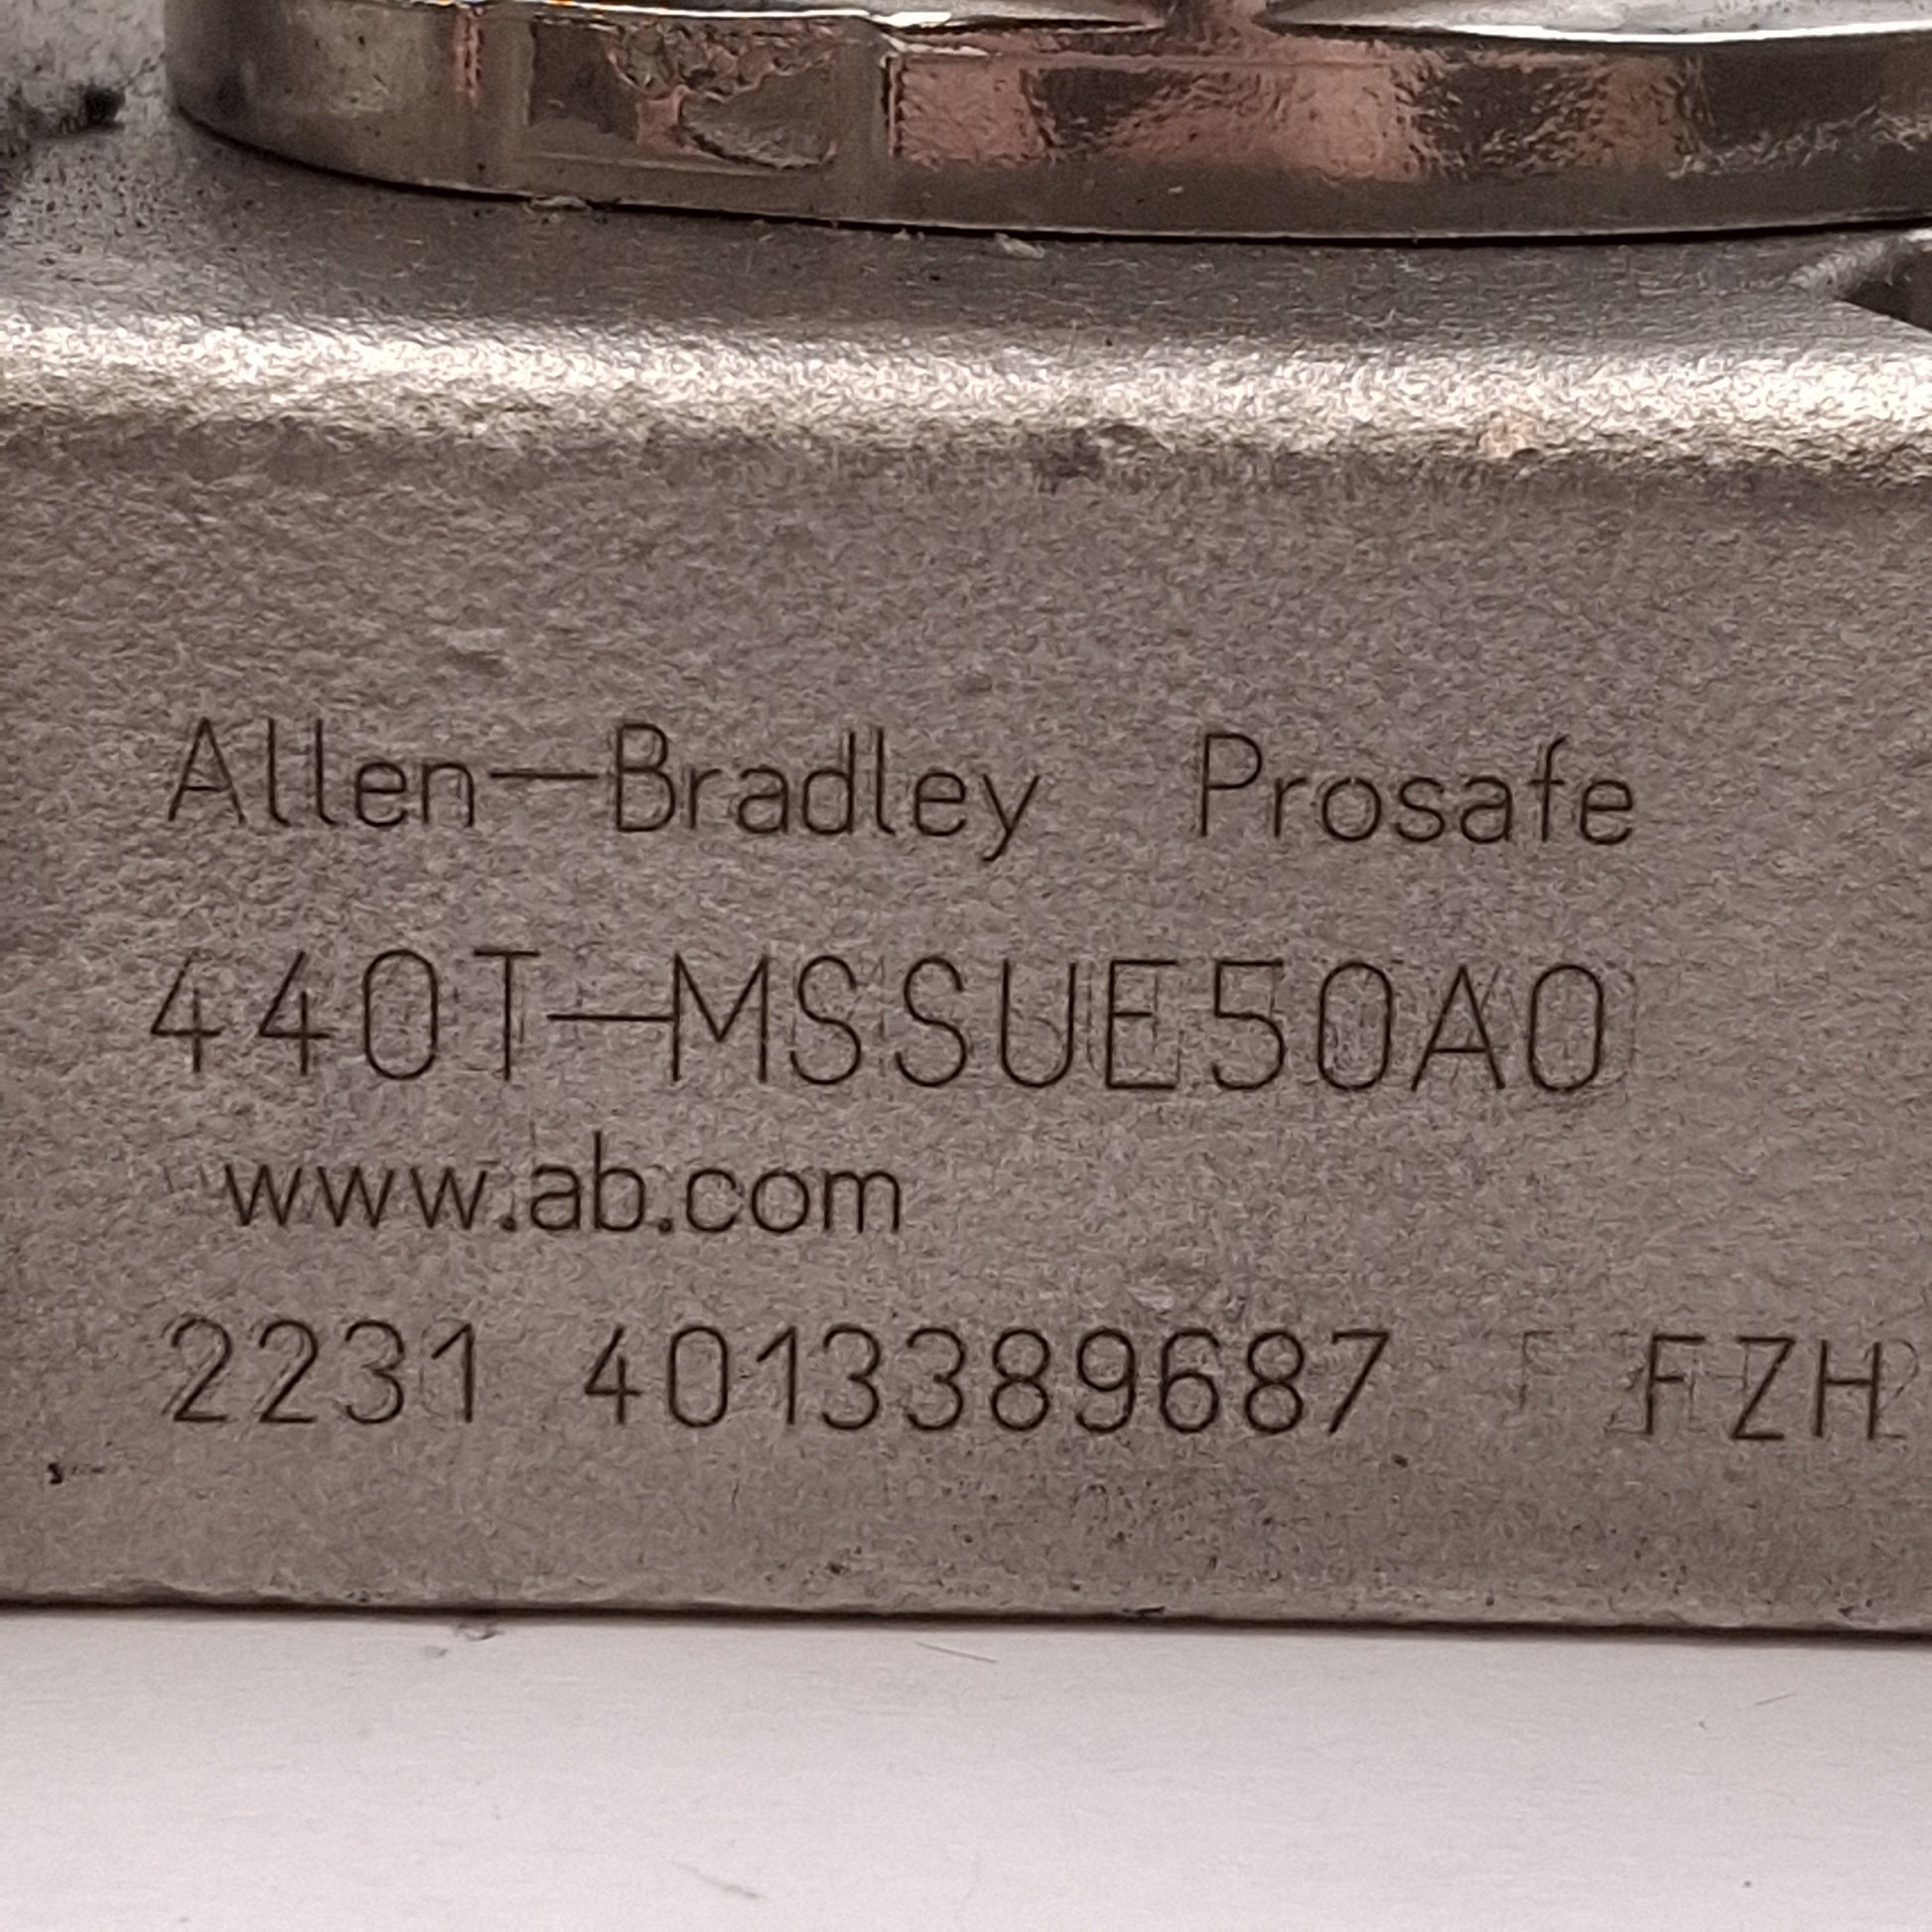 Allen-Bradley Prosafe
440T-MSSUE50A0
www.ab.com
2231 4013389687 FZH